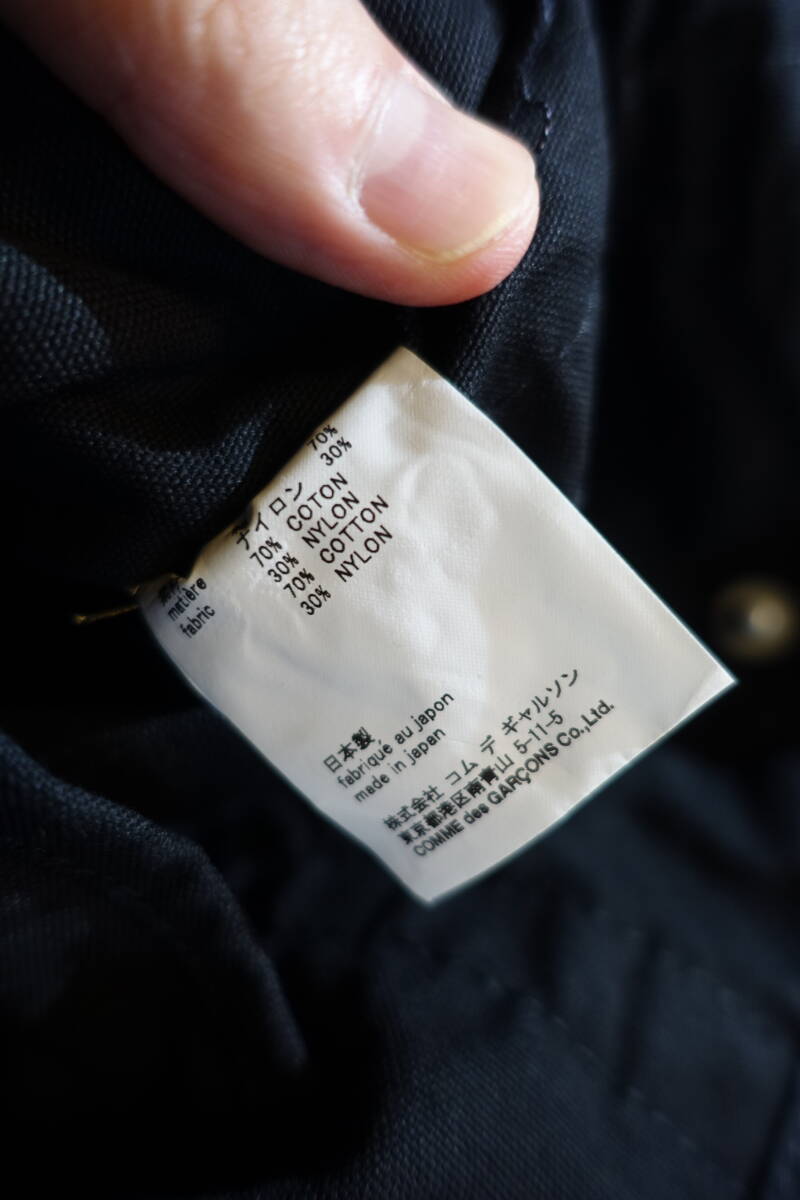 70%
ナイロン 30%
70% COTON
30% NYLON
matière 70% COTTON
fabric 30% NYLON
日本製
fabriqué au japon
made in japan
株式会社 コム デ ギャルソン
東京都港区南青山 5-11-5
COMME des GARÇONS Co.,Ltd.